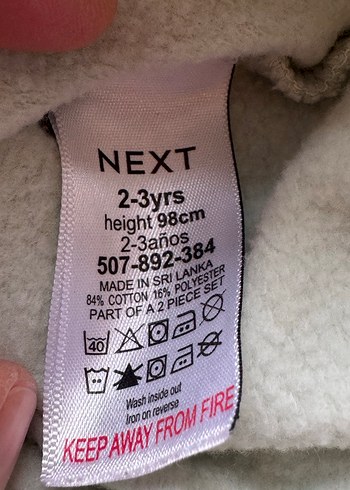 NEXT
2-3yrs
height 98cm
2-3años
507-892-384
MADE IN SRI LANKA
84% COTTON 16% POLYESTER
PART OF A 2 PIECE SET
40
Wash inside out
Iron on reverse
KEEP AWAY FROM FIRE